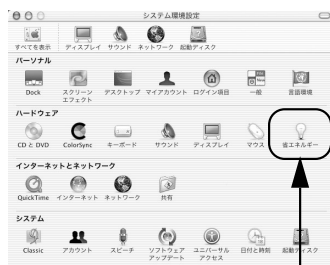 システム環境設定
すべてを表示 ディスプレイ サウンド ネットワーク 起動ディスク
パーソナル
Dock スクリーン エフェクト デスクトップ マイアカウント ログイン項目 一般 言語環境
ハードウェア
CD と DVD ColorSync キーボード サウンド ディスプレイ マウス 省エネルギー
インターネットとネットワーク
QuickTime インターネット ネットワーク 共有
システム
Classic アカウント スピーチ ソフトウェア アップデート ユニバーサル アクセス 日付と時刻 起動ディスク